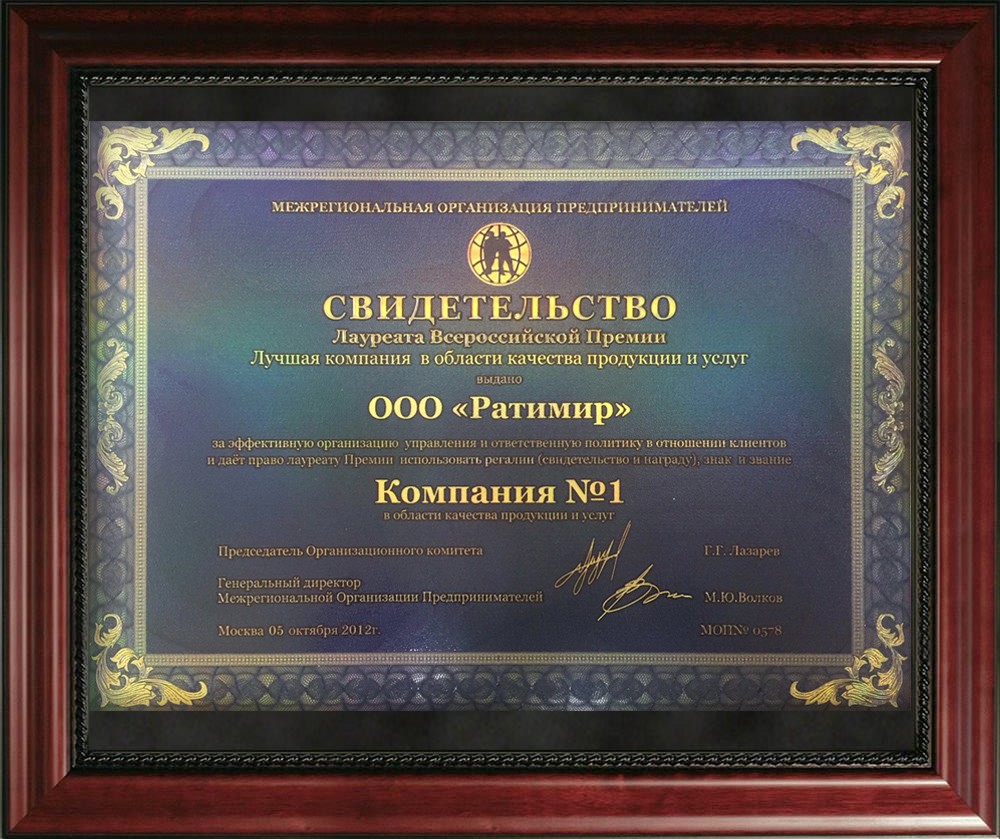 МЕЖРЕГИОНАЛЬНАЯ ОРГАНИЗАЦИЯ ПРЕДПРИНИМАТЕЛЕЙ
СВИДЕТЕЛЬСТВО
Лауреата Всероссийской Премии
Лучшая компания в области качества продукции и услуг
выдано
ООО «Ратимир»
за эффективную организацию управления и ответственную политику в отношении клиентов
и даёт право лауреату Премии использовать регалии (свидетельство и награду), знак и звание
Компания №1
в области качества продукции и услуг
Председатель Организационного комитета Г.Г. Лазарев
Генеральный директор
Межрегиональной Организации Предпринимателей М.Ю.Волков
Москва 05 октября 2012г. МОП№ 0578